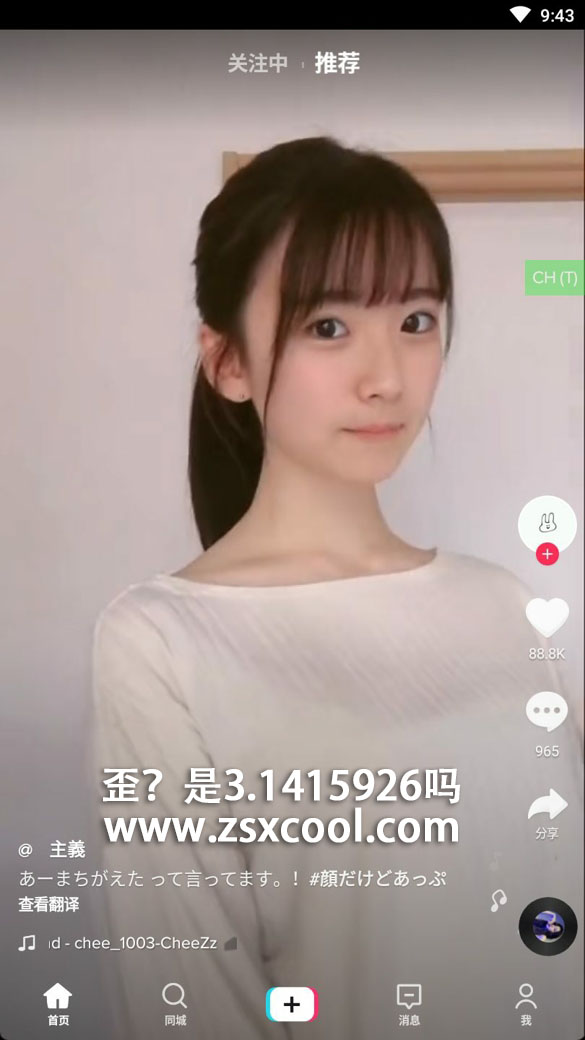 9:43
关注中
推荐
CH (T)
88.8K
965
歪？是3.1415926吗
www.zsxcool.com
分享
@ 主義
あーまちがえた って言ってます。！#顔だけどあっぷ
查看翻译
d - chee_1003-CheeZz
首页
同城
消息
我